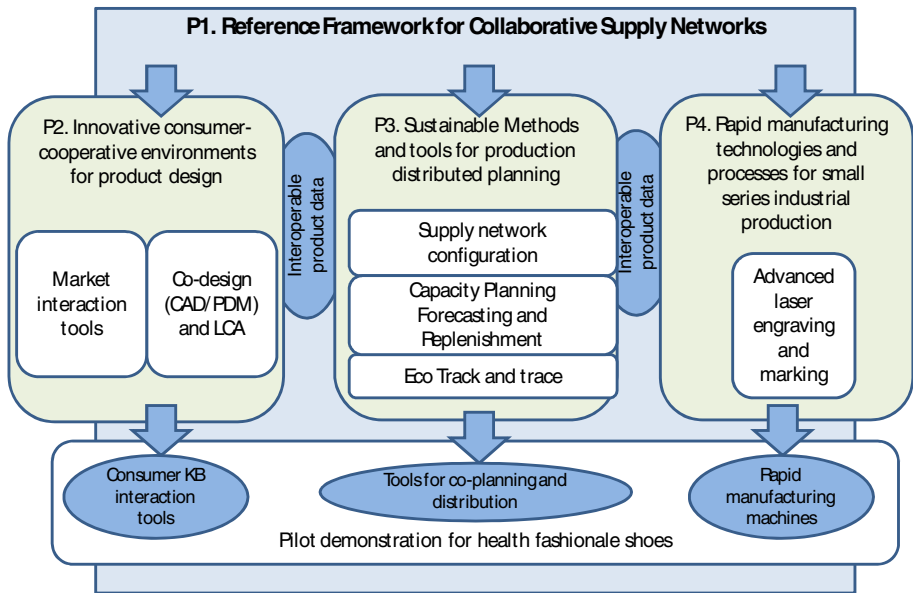 P1. Reference Framework for Collaborative Supply Networks
P2. Innovative consumer-
cooperative environments
for product design
Market
interaction
tools
Co-design
(CAD/PDM)
and LCA
Interoperable
product data
P3. Sustainable Methods
and tools for production
distributed planning
Supply network
configuration
Capacity Planning
Forecasting and
Replenishment
Eco Track and trace
Interoperable
product data
P4. Rapid manufacturing
technologies and
processes for small
series industrial
production
Advanced
laser
engraving
and
marking
Consumer KB
interaction
tools
Tools for co-planning and
distribution
Rapid
manufacturing
machines
Pilot demonstration for health fashionale shoes